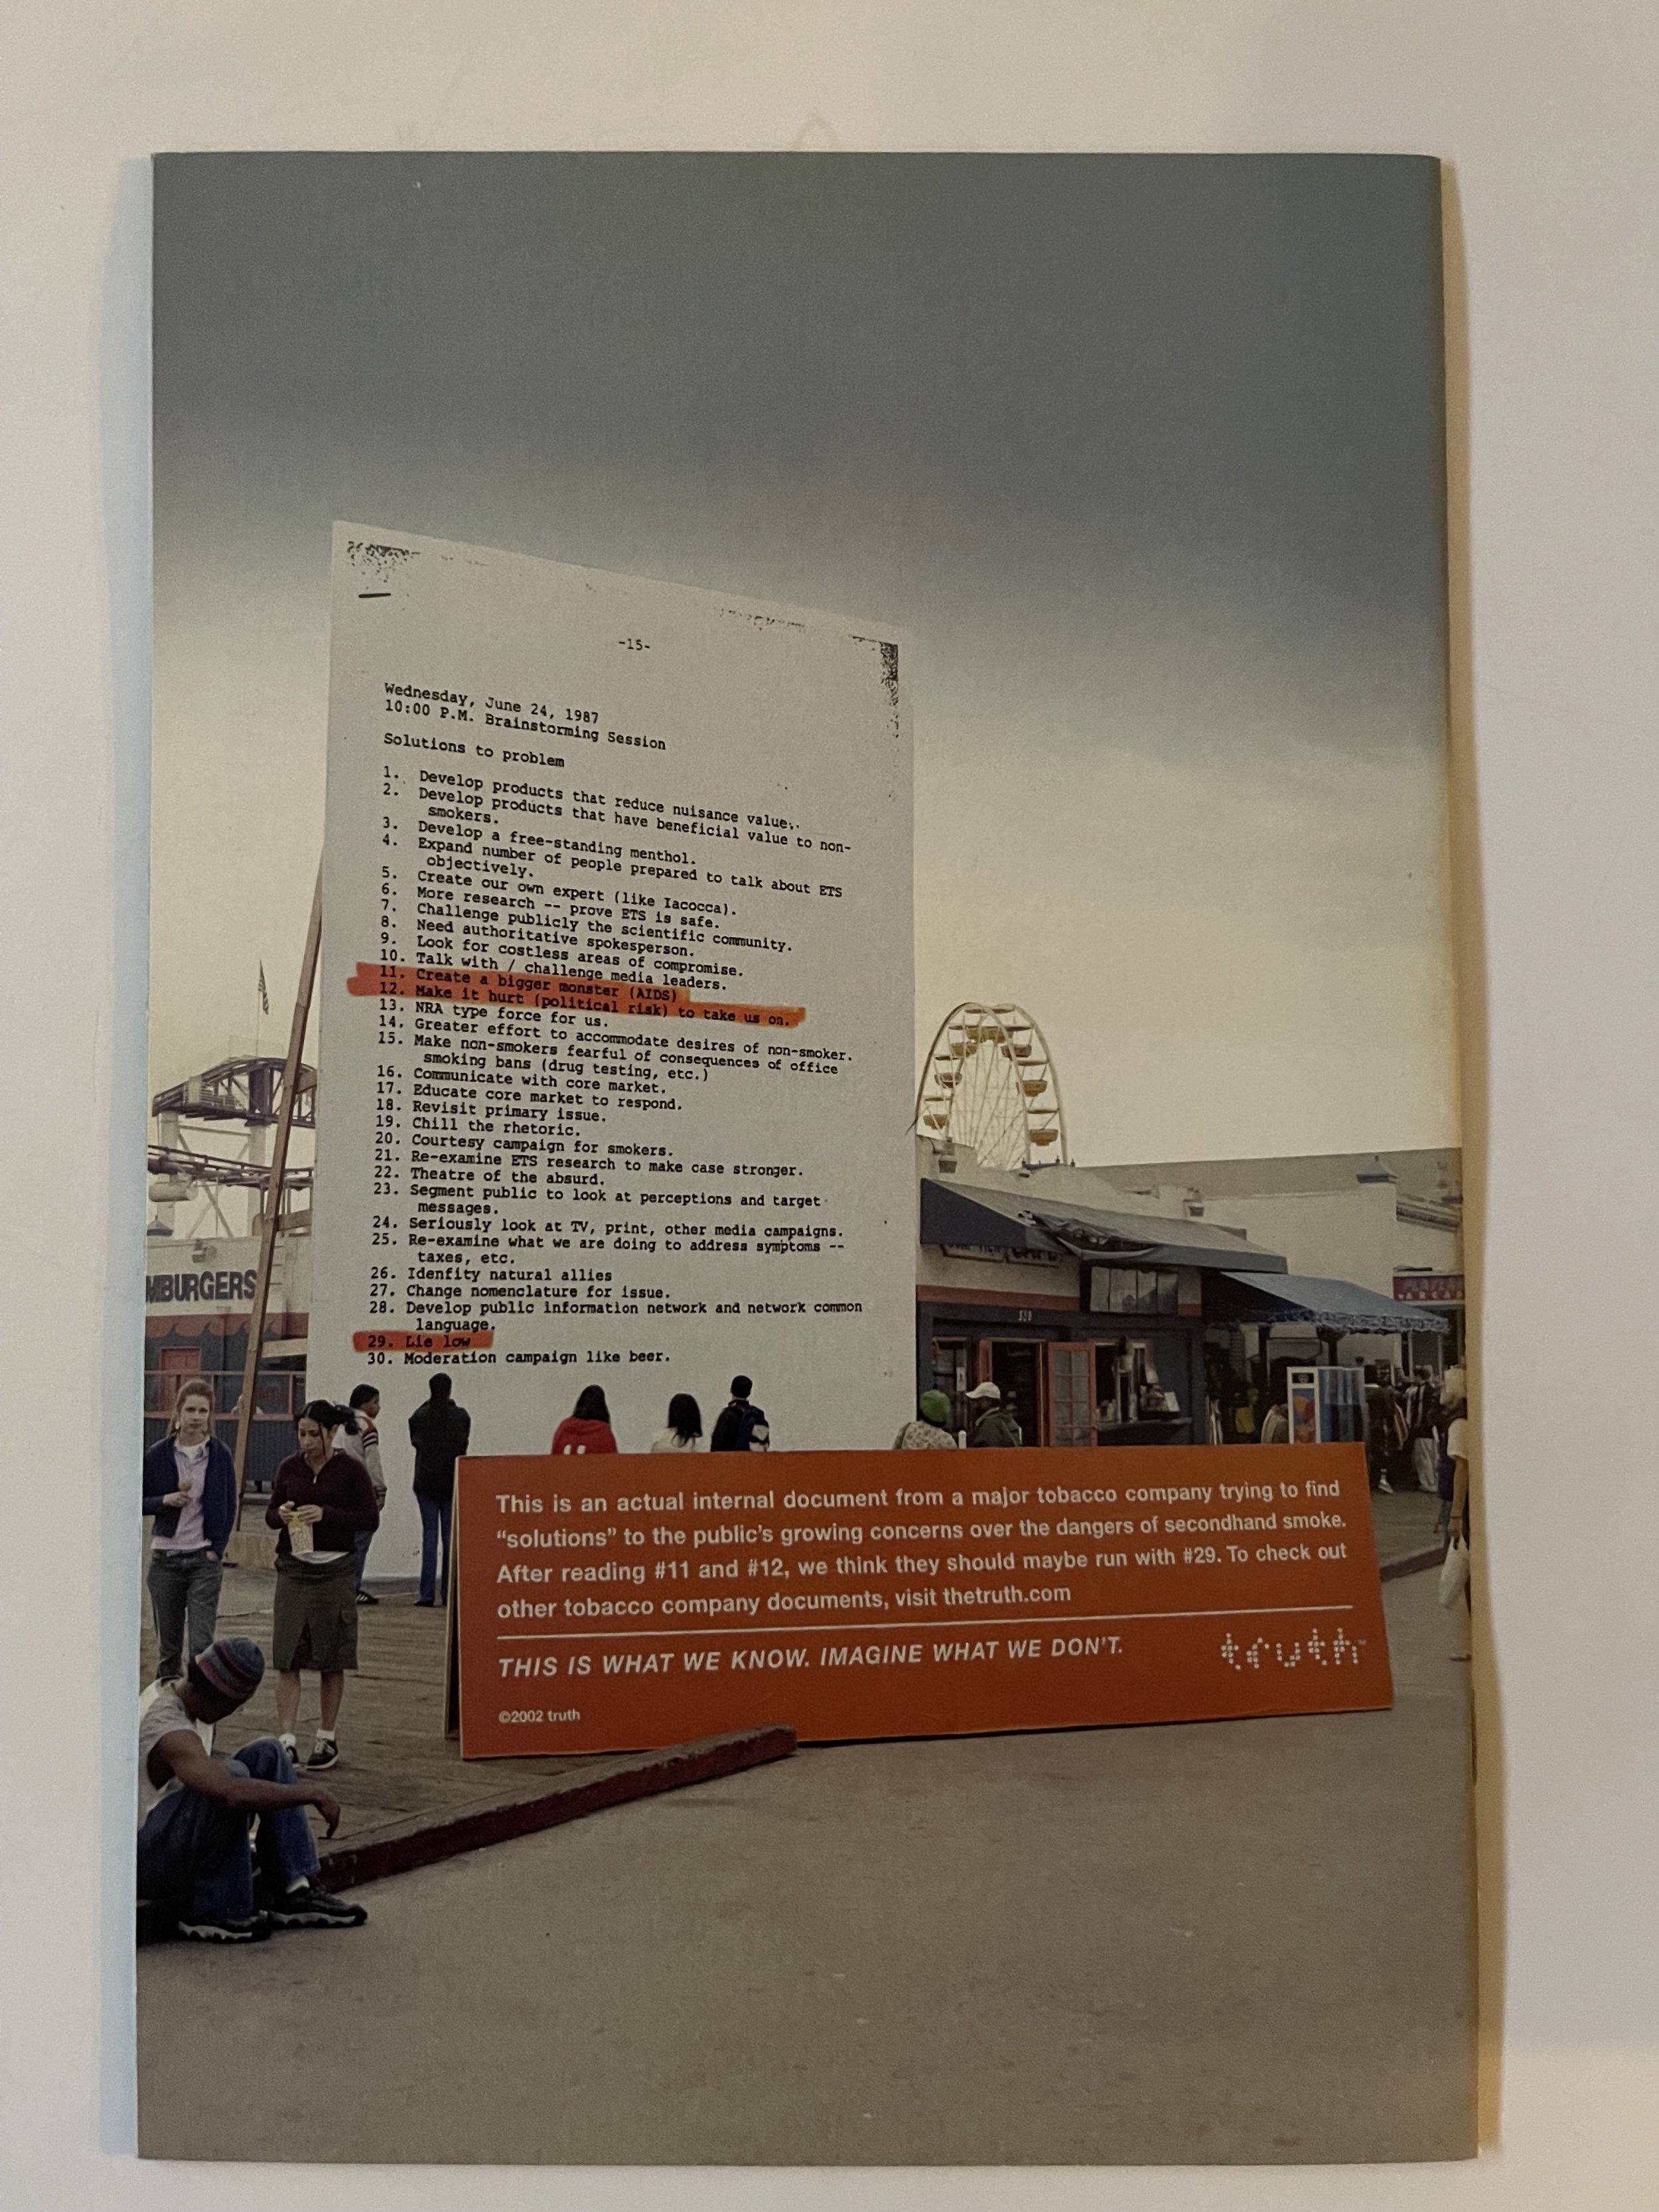 -15-
Wednesday, June 24, 1987
10:00 P.M. Brainstorming Session
Solutions to problem
1. Develop products that reduce nuisance value.
2. Develop products that have beneficial value to non-
smokers.
3. Develop a free-standing menthol.
4. Expand number of people prepared to talk about ETS
objectively.
5. Create our own expert (like Iacocca).
6. More research -- prove ETS is safe.
7. Challenge publicly the scientific community.
8. Need authoritative spokesperson.
9. Look for costless areas of compromise.
10. Talk with / challenge media leaders.
11. Create a bigger monster (AIDS)
12. Make it hurt (political risk) to take us on.
13. NRA type force for us.
14. Greater effort to accommodate desires of non-smoker.
15. Make non-smokers fearful of consequences of office
smoking bans (drug testing, etc.)
16. Communicate with core market.
17. Educate core market to respond.
18. Revisit primary issue.
19. Chill the rhetoric.
20. Courtesy campaign for smokers.
21. Re-examine ETS research to make case stronger.
22. Theatre of the absurd.
23. Segment public to look at perceptions and target
messages.
24. Seriously look at TV, print, other media campaigns.
25. Re-examine what we are doing to address symptoms --
taxes, etc.
26. Idenfity natural allies
27. Change nomenclature for issue.
28. Develop public information network and network common
language.
29. Lie low
30. Moderation campaign like beer.
MBURGERS
CAFE
ARCAD
This is an actual internal document from a major tobacco company trying to find
“solutions” to the public’s growing concerns over the dangers of secondhand smoke.
After reading #11 and #12, we think they should maybe run with #29. To check out
other tobacco company documents, visit thetruth.com
THIS IS WHAT WE KNOW. IMAGINE WHAT WE DON’T.
truth
©2002 truth